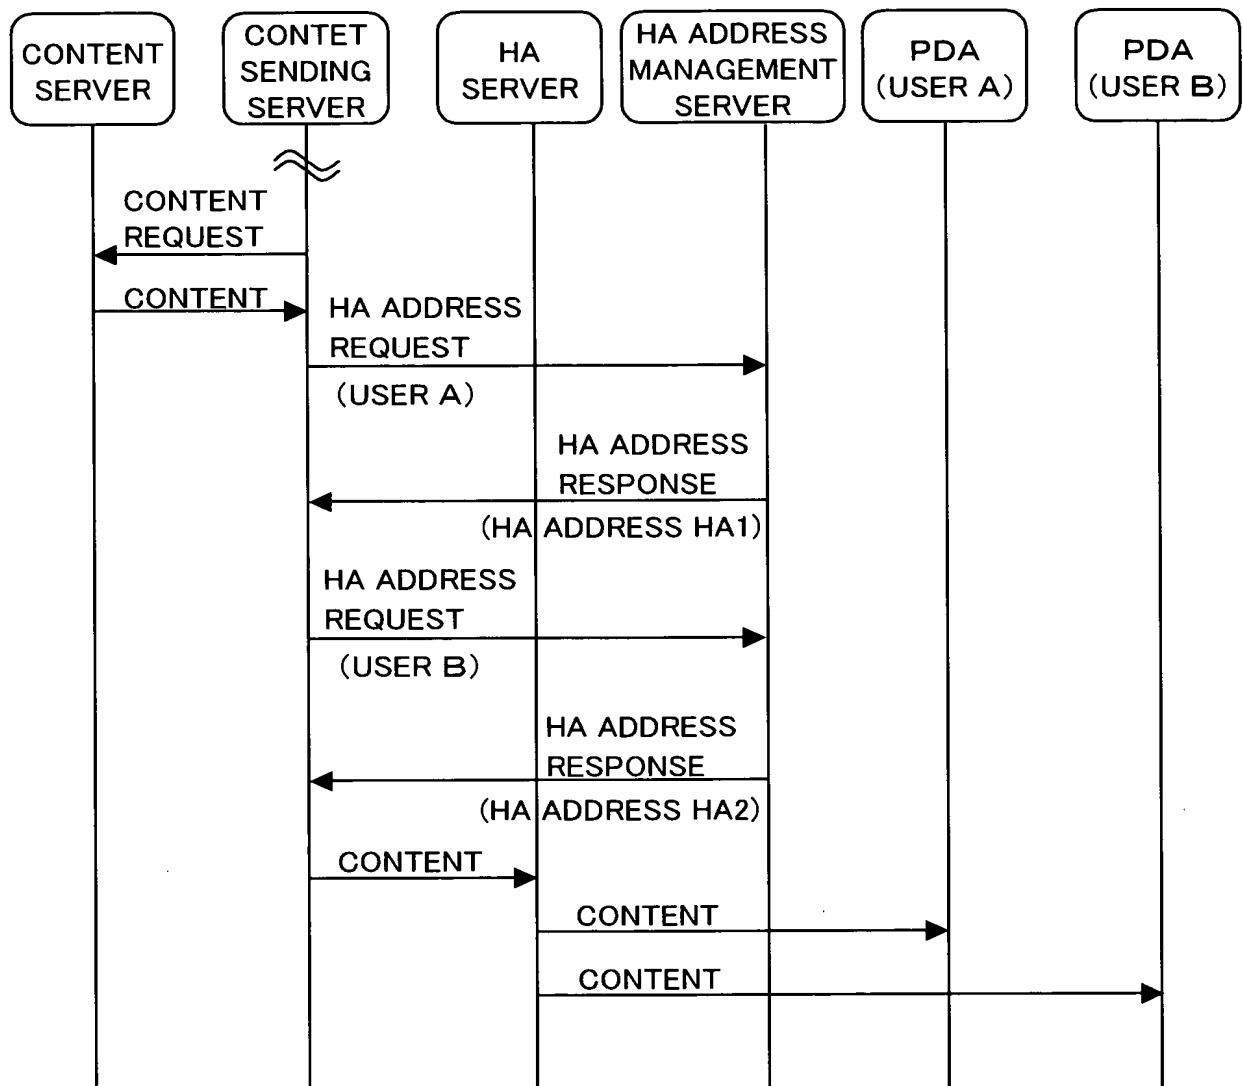 CONTENT
SERVER
CONTET
SENDING
SERVER
HA
SERVER
HA ADDRESS
MANAGEMENT
SERVER
PDA
(USER A)
PDA
(USER B)
CONTENT
REQUEST
CONTENT
HA ADDRESS
REQUEST
(USER A)
HA ADDRESS
RESPONSE
(HA ADDRESS HA1)
HA ADDRESS
REQUEST
(USER B)
HA ADDRESS
RESPONSE
(HA ADDRESS HA2)
CONTENT
CONTENT
CONTENT